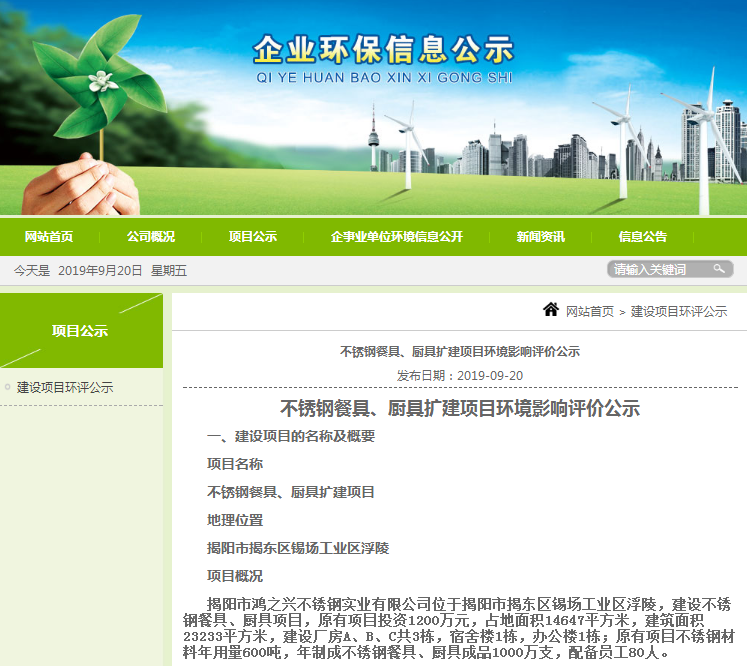 企业环保信息公示
QI YE HUAN BAO XIN XI GONG SHI
网站首页 公司概况 项目公示 企事业单位环境信息公开 新闻资讯 信息公告
今天是 2019年9月20日 星期五
请输入关键词
项目公示
建设项目环评公示
网站首页 > 建设项目环评公示
不锈钢餐具、厨具扩建项目环境影响评价公示
发布日期：2019-09-20
不锈钢餐具、厨具扩建项目环境影响评价公示
一、建设项目的名称及概要
项目名称
不锈钢餐具、厨具扩建项目
地理位置
揭阳市揭东区锡场工业区浮陵
项目概况
揭阳市鸿之兴不锈钢实业有限公司位于揭阳市揭东区锡场工业区浮陵，建设不锈
钢餐具、厨具项目，原有项目投资1200万元，占地面积14647平方米，建筑面积
23233平方米，建设厂房A、B、C共3栋，宿舍楼1栋，办公楼1栋；原有项目不锈钢材
料年用量600吨，年制成不锈钢餐具、厨具成品1000万支，配备员工80人。